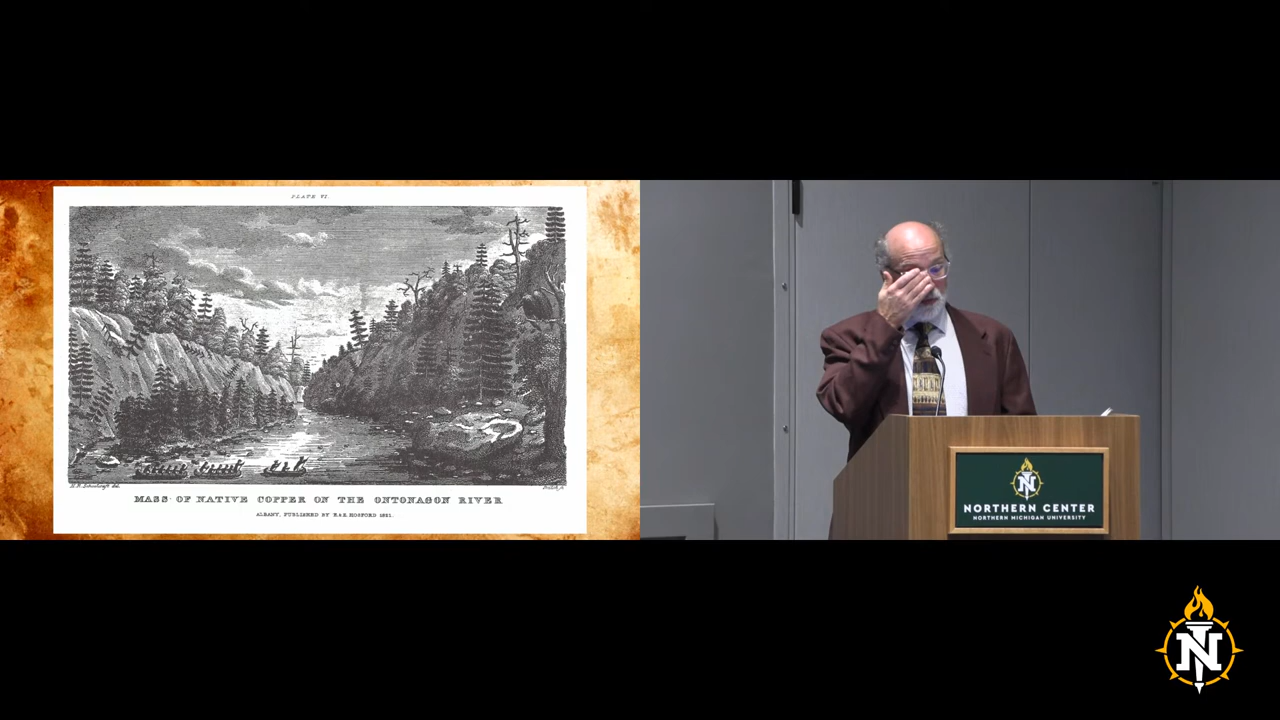 PLATE VI.
MASS OF NATIVE COPPER ON THE ONTONAGON RIVER
ALBANY, PUBLISHED BY E & E. HOSFORD 1821.
N
NORTHERN CENTER
NORTHERN MICHIGAN UNIVERSITY
N